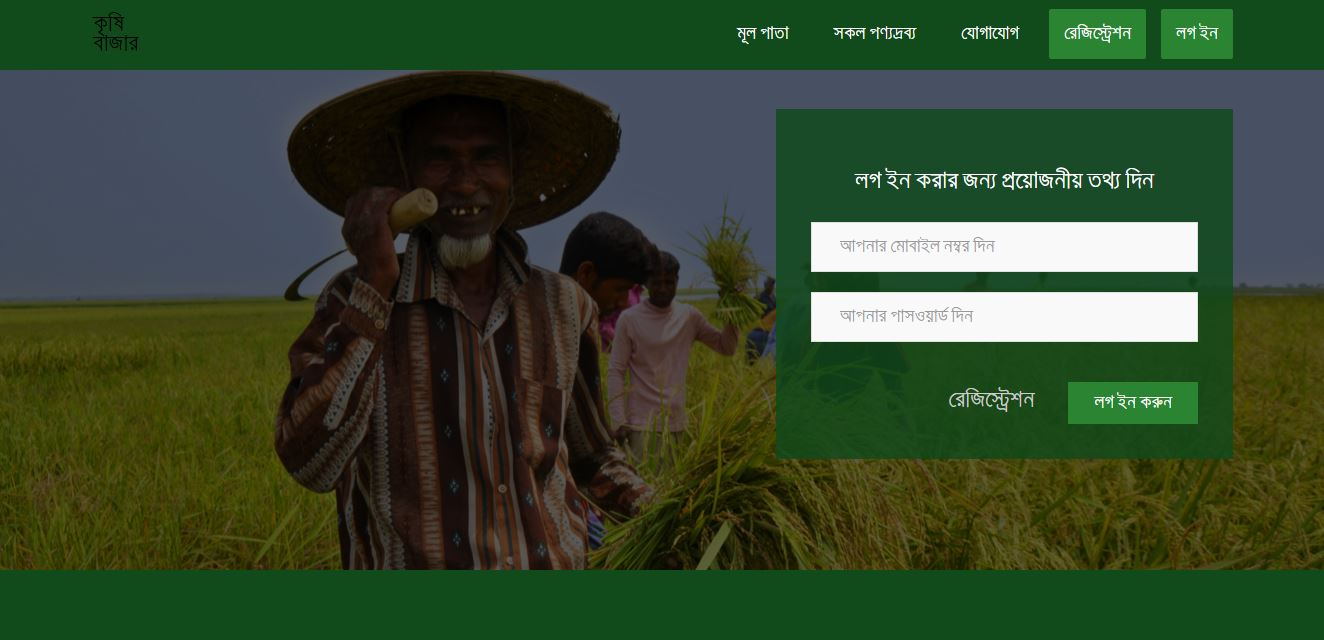 কৃষি
বাজার
মূল পাতা
সকল পণ্যদ্রব্য
যোগাযোগ
রেজিস্ট্রেশন
লগ ইন
লগ ইন করার জন্য প্রয়োজনীয় তথ্য দিন
আপনার মোবাইল নম্বর দিন
আপনার পাসওয়ার্ড দিন
রেজিস্ট্রেশন
লগ ইন করুন